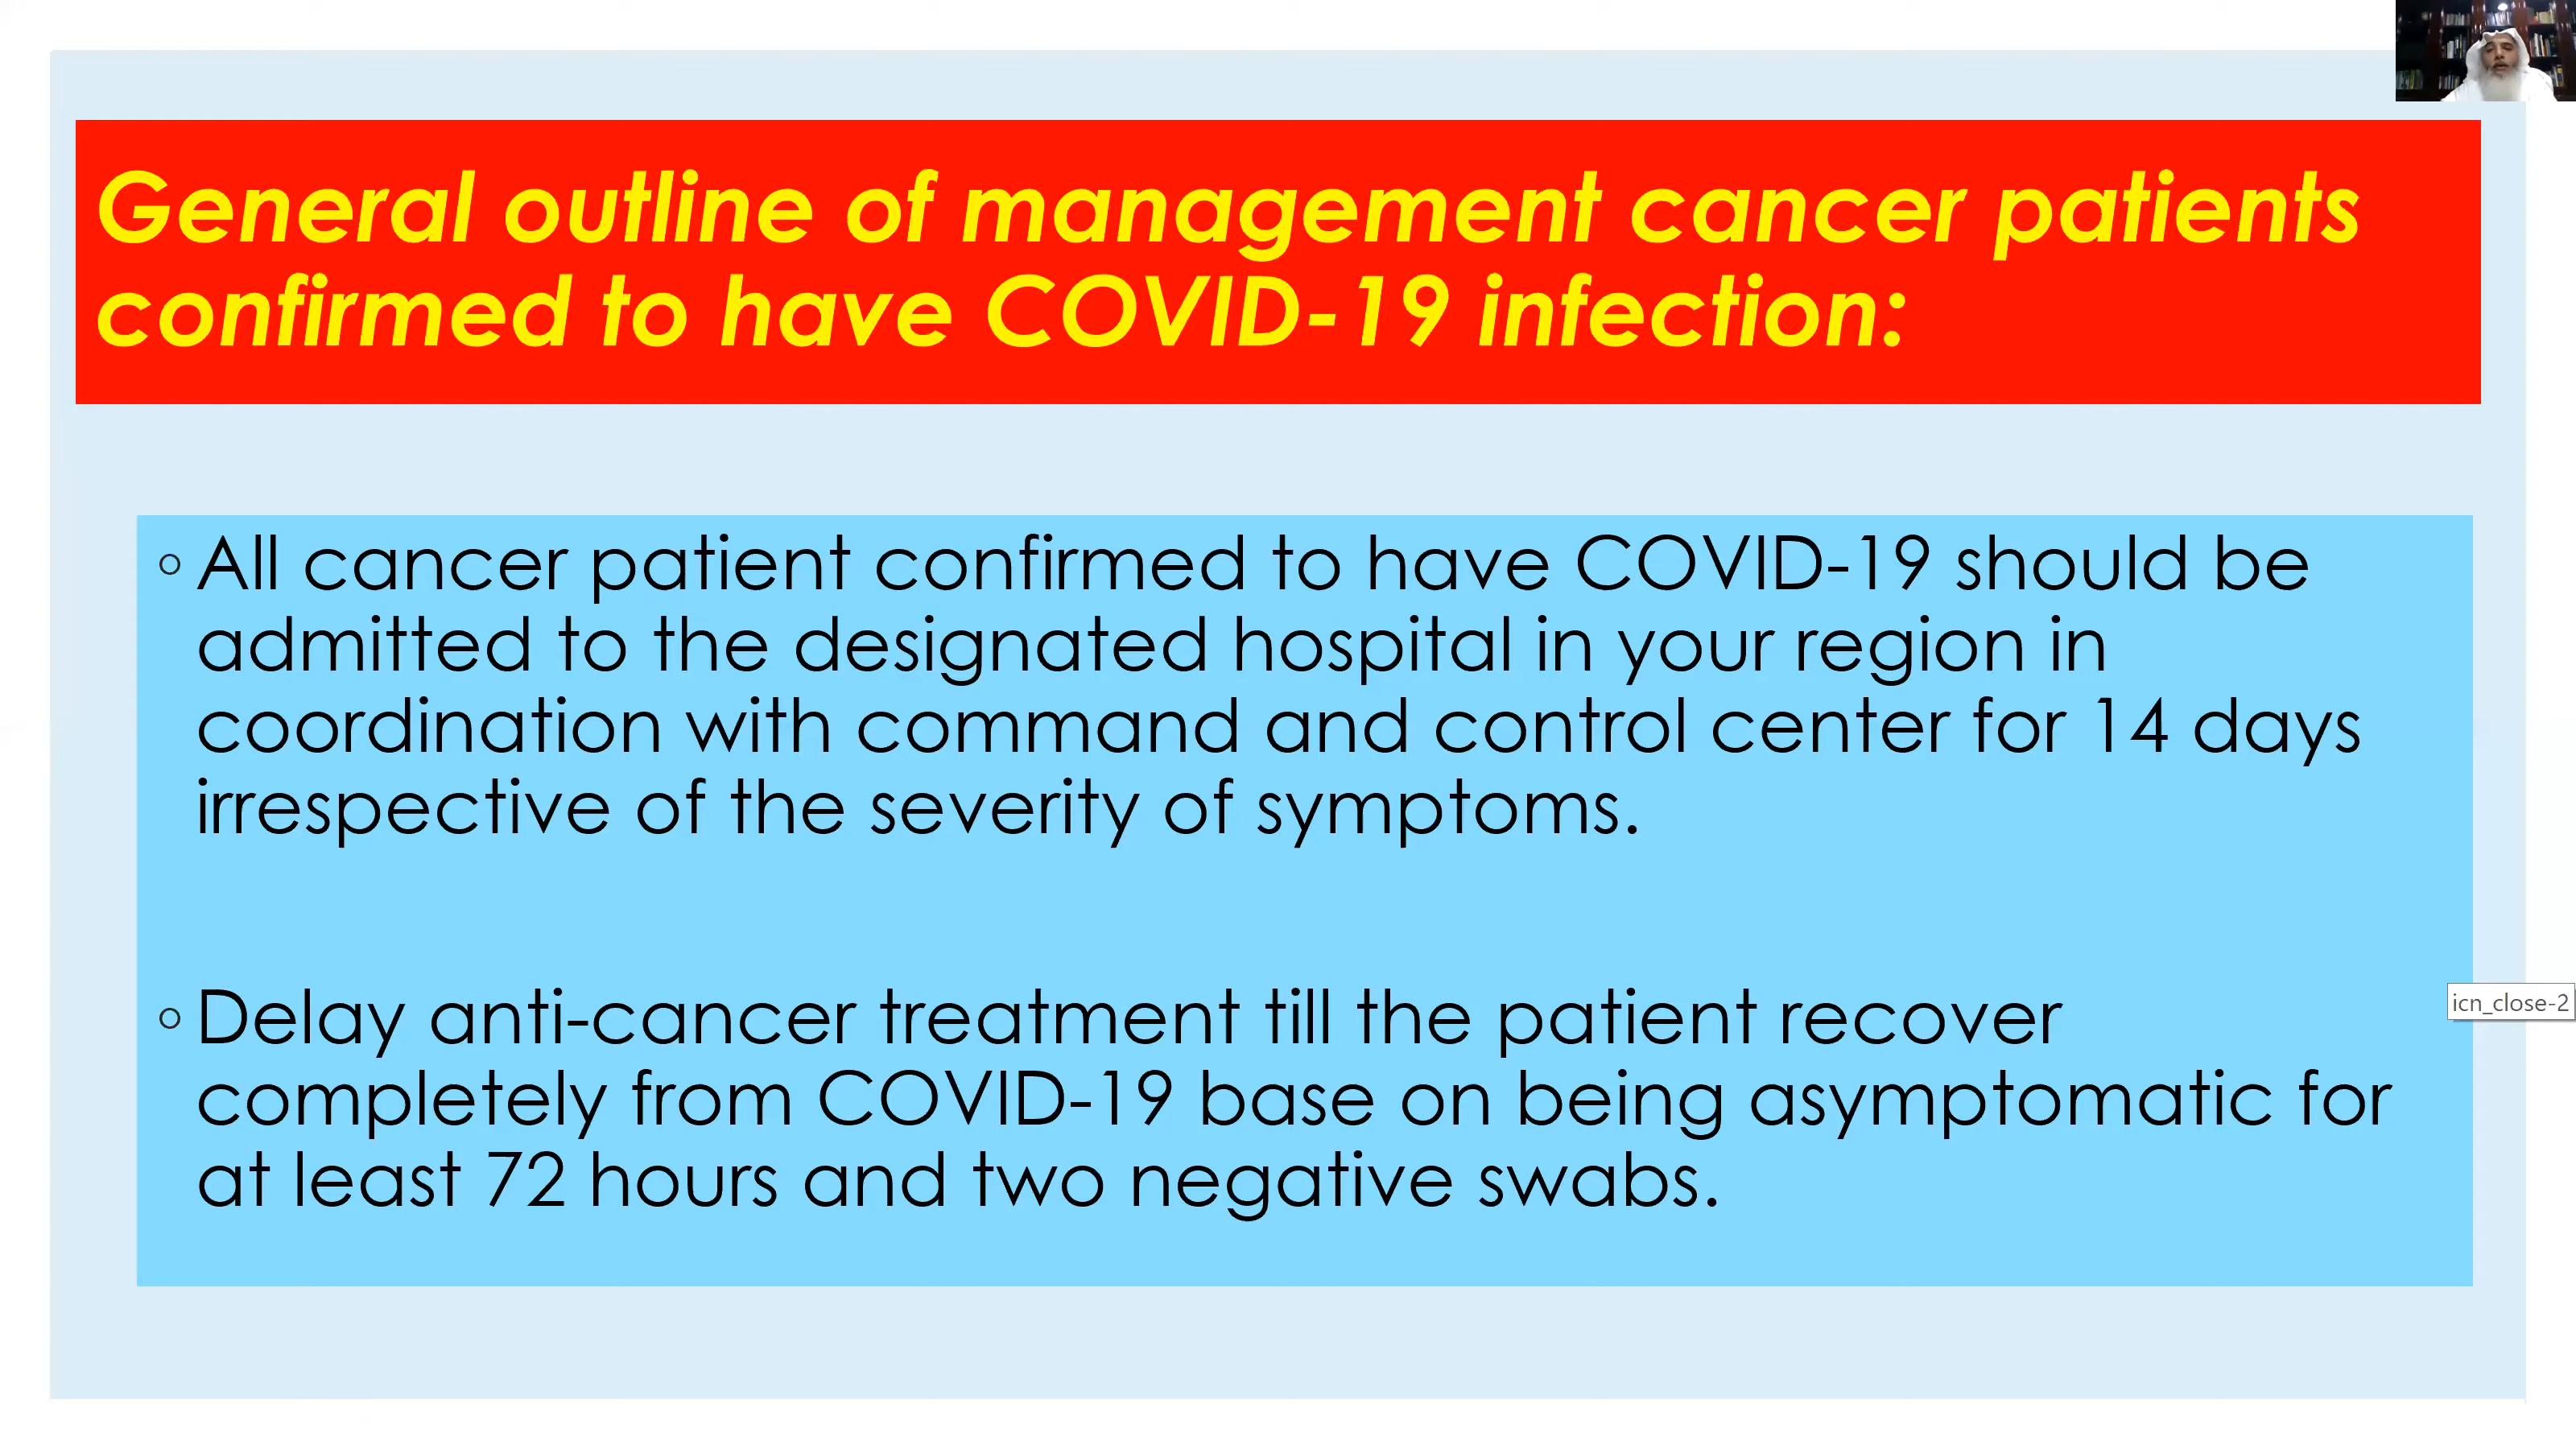 General outline of management cancer patients
confirmed to have COVID-19 infection:
◦ All cancer patient confirmed to have COVID-19 should be
admitted to the designated hospital in your region in
coordination with command and control center for 14 days
irrespective of the severity of symptoms.
◦ Delay anti-cancer treatment till the patient recover
completely from COVID-19 base on being asymptomatic for
at least 72 hours and two negative swabs.
icn_close-2